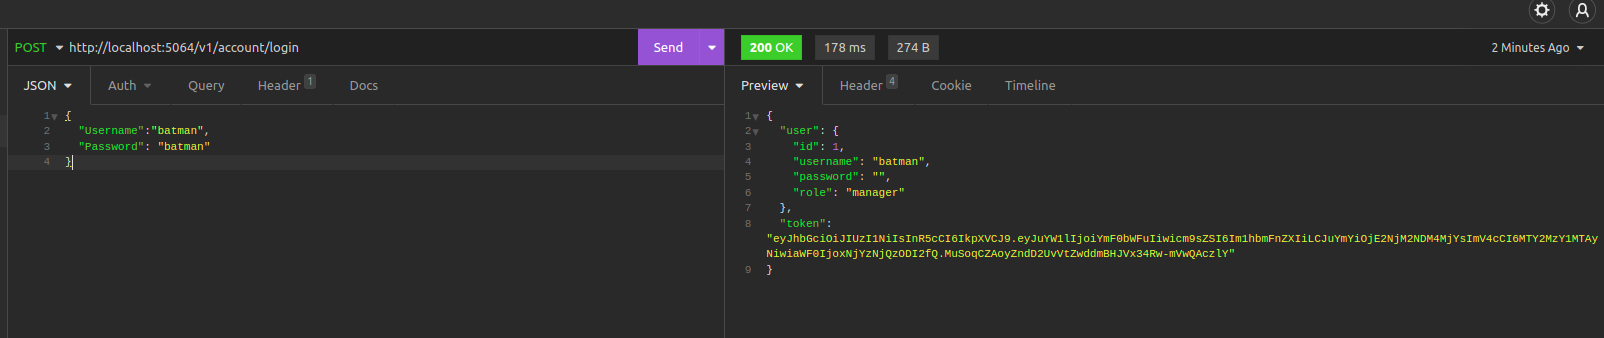 POST http://localhost:5064/v1/account/login Send 200 OK 178 ms 274 B 2 Minutes Ago
JSON Auth Query Header 1 Docs Preview Header 4 Cookie Timeline
1 {
2 "Username":"batman",
3 "Password": "batman"
4 }
1 {
2 "user": {
3 "id": 1,
4 "username": "batman",
5 "password": "",
6 "role": "manager"
7 },
8 "token":
"eyJhbGciOiJIUzI1NiIsInR5cCI6IkpXVCJ9.eyJuYW1lIjoiYmF0bWFuIiwicm9sZSI6Im1hbmFnZXIiLCJuYmYiOjE2NjM2NDM4MjYsImV4cCI6MTY2MzY1MTAy
NiwiaWF0IjoxNjYzNjQzODI2fQ.MuSoqCZAoyZndD2UvVtZwddmBHJVx34Rw-mVwQAczlY"
9 }